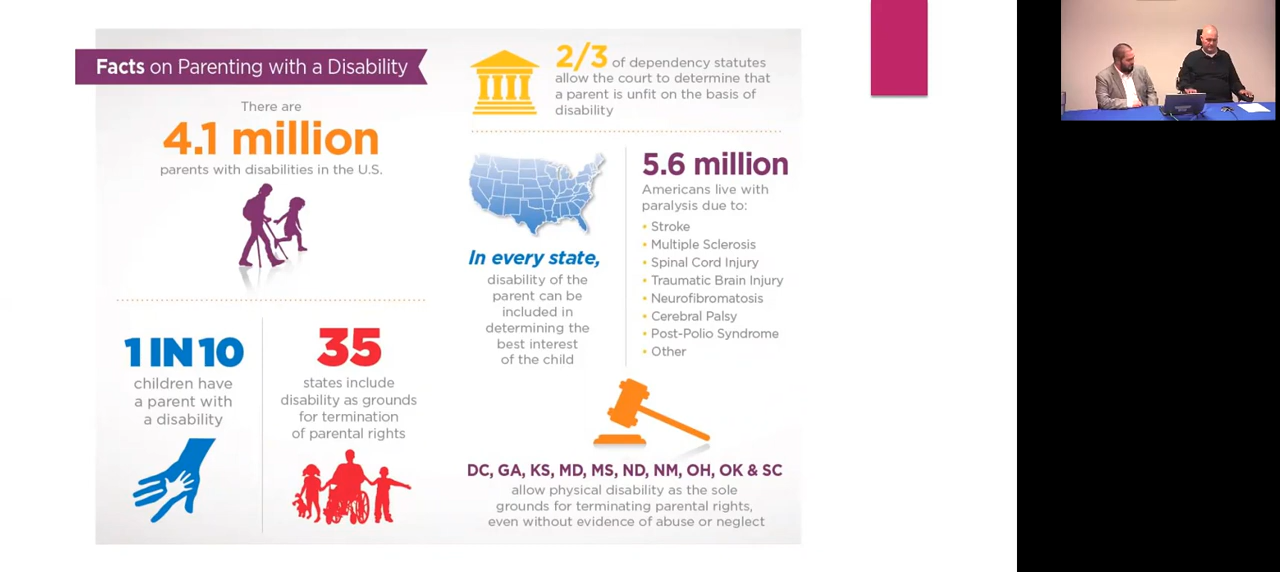 Facts on Parenting with a Disability
There are
4.1 million
parents with disabilities in the U.S.
1 IN 10
children have
a parent with
a disability
35
states include
disability as grounds
for termination
of parental rights
2/3 of dependency statutes
allow the court to determine that
a parent is unfit on the basis of
disability
In every state,
disability of the
parent can be
included in
determining the
best interest
of the child
5.6 million
Americans live with
paralysis due to:
• Stroke
• Multiple Sclerosis
• Spinal Cord Injury
• Traumatic Brain Injury
• Neurofibromatosis
• Cerebral Palsy
• Post-Polio Syndrome
• Other
DC, GA, KS, MD, MS, ND, NM, OH, OK & SC
allow physical disability as the sole
grounds for terminating parental rights,
even without evidence of abuse or neglect